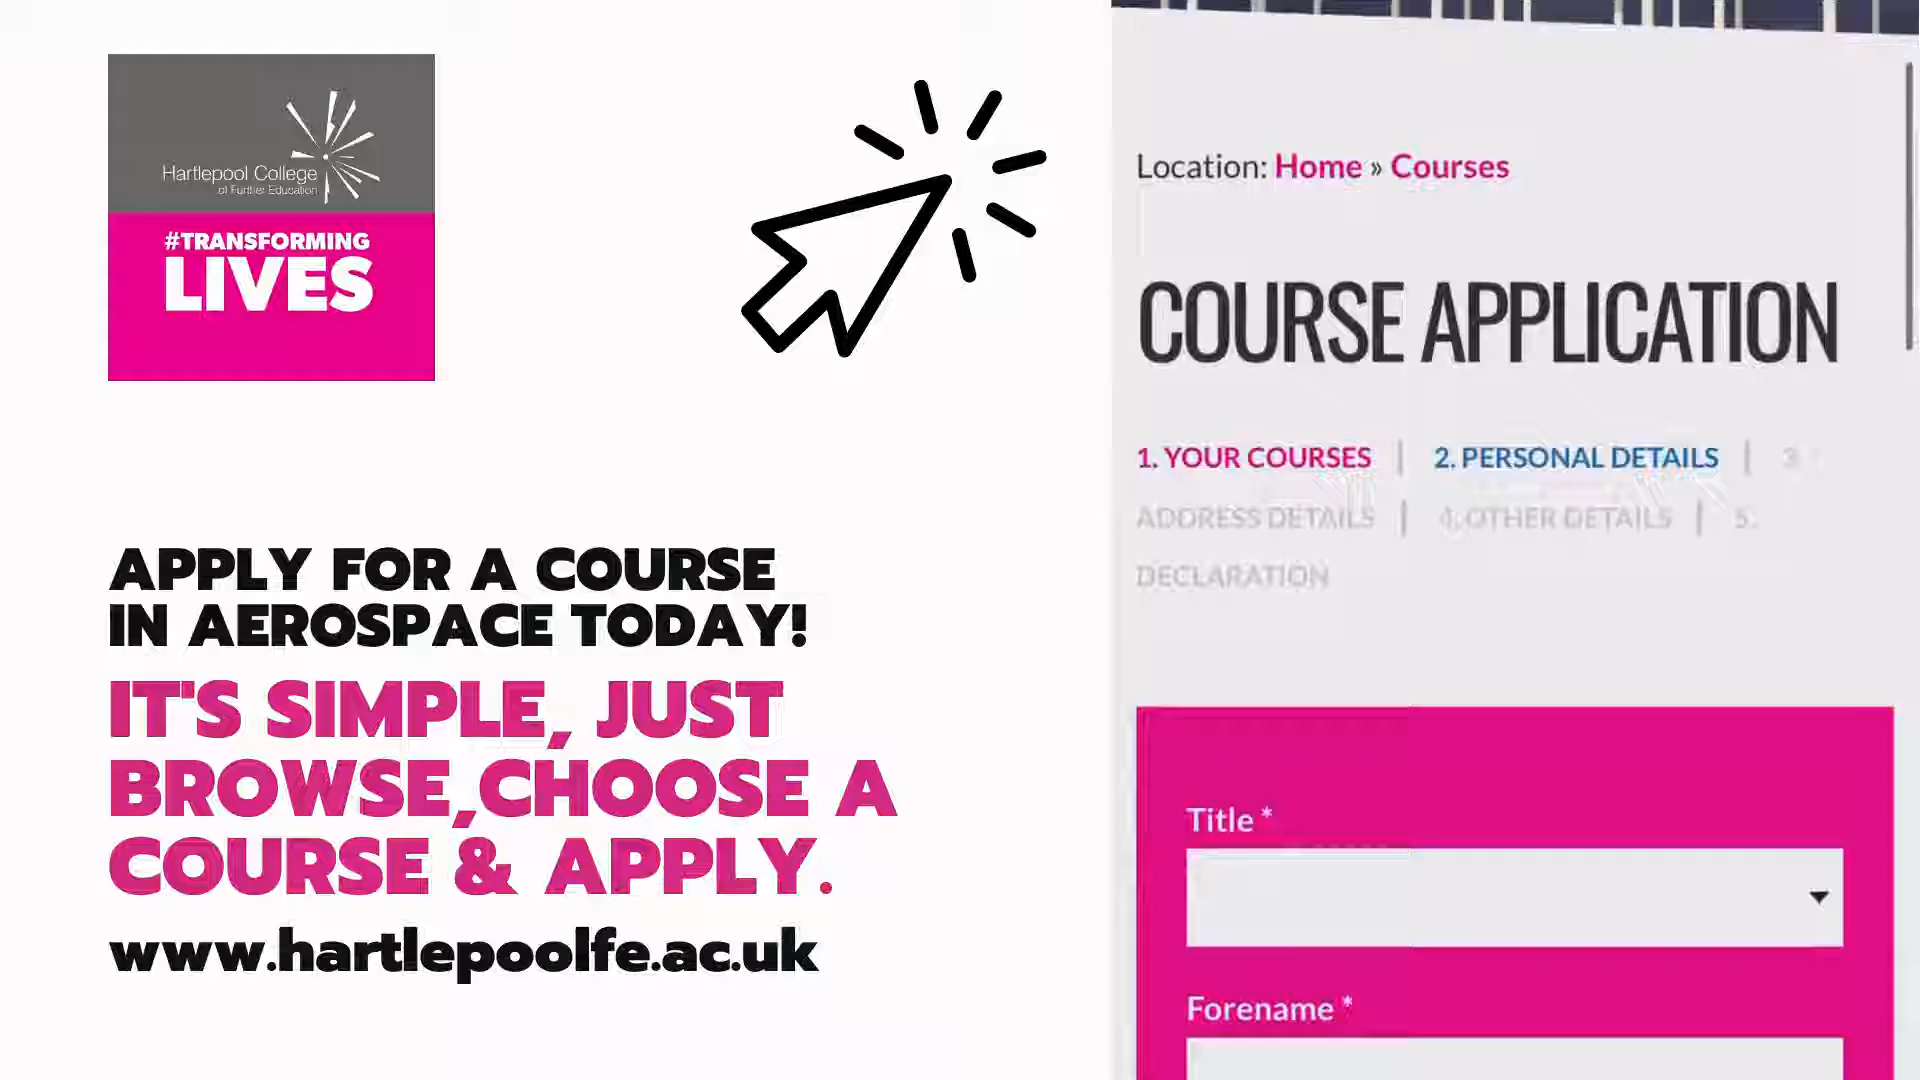 Hartlepool College
of Further Education
#TRANSFORMING
LIVES
APPLY FOR A COURSE
IN AEROSPACE TODAY!
IT'S SIMPLE, JUST
BROWSE,CHOOSE A
COURSE & APPLY.
www.hartlepoolfe.ac.uk
Location: Home » Courses
COURSE APPLICATION
1. YOUR COURSES | 2. PERSONAL DETAILS | 3.
ADDRESS DETAILS | 4. OTHER DETAILS | 5.
DECLARATION
Title *
Forename *